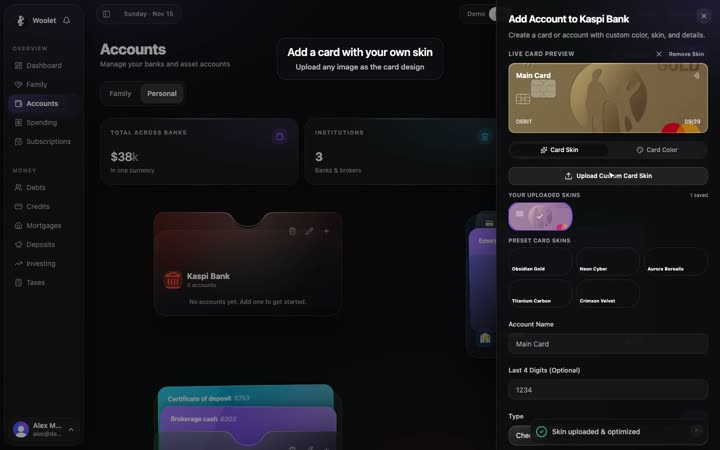 Woolet
OVERVIEW
Dashboard
Family
Accounts
Spending
Subscriptions
MONEY
Debts
Credits
Mortgages
Deposits
Investing
Taxes
Alex M...
alex@de...
Sunday · Nov 15
Demo
Accounts
Manage your banks and asset accounts
Add a card with your own skin
Upload any image as the card design
Family
Personal
TOTAL ACROSS BANKS
$38k
In one currency
INSTITUTIONS
3
Banks & brokers
Kaspi Bank
0 accounts
No accounts yet. Add one to get started.
Certificate of deposit 8753
Brokerage cash 6302
Add Account to Kaspi Bank
Create a card or account with custom color, skin, and details.
LIVE CARD PREVIEW
Remove Skin
GOLD
Main Card
DEBIT
09/29
Card Skin
Card Color
Upload Custom Card Skin
YOUR UPLOADED SKINS
1 saved
PRESET CARD SKINS
Obsidian Gold
Neon Cyber
Aurora Borealis
Titanium Carbon
Crimson Velvet
Account Name
Main Card
Last 4 Digits (Optional)
1234
Type
Skin uploaded & optimized